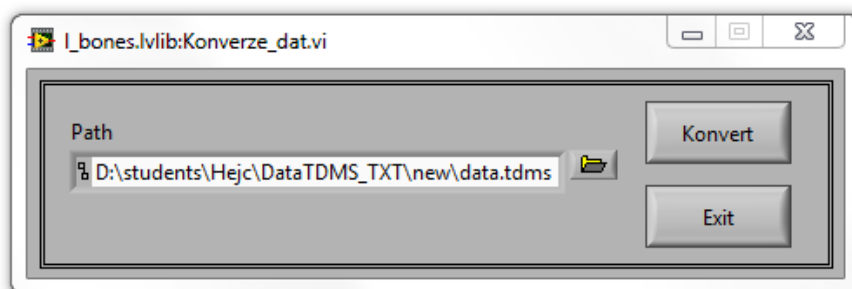 l_bones.lvlib:Konverze_dat.vi
Path
D:\students\Hejc\DataTDMS_TXT\new\data.tdms
Konvert
Exit